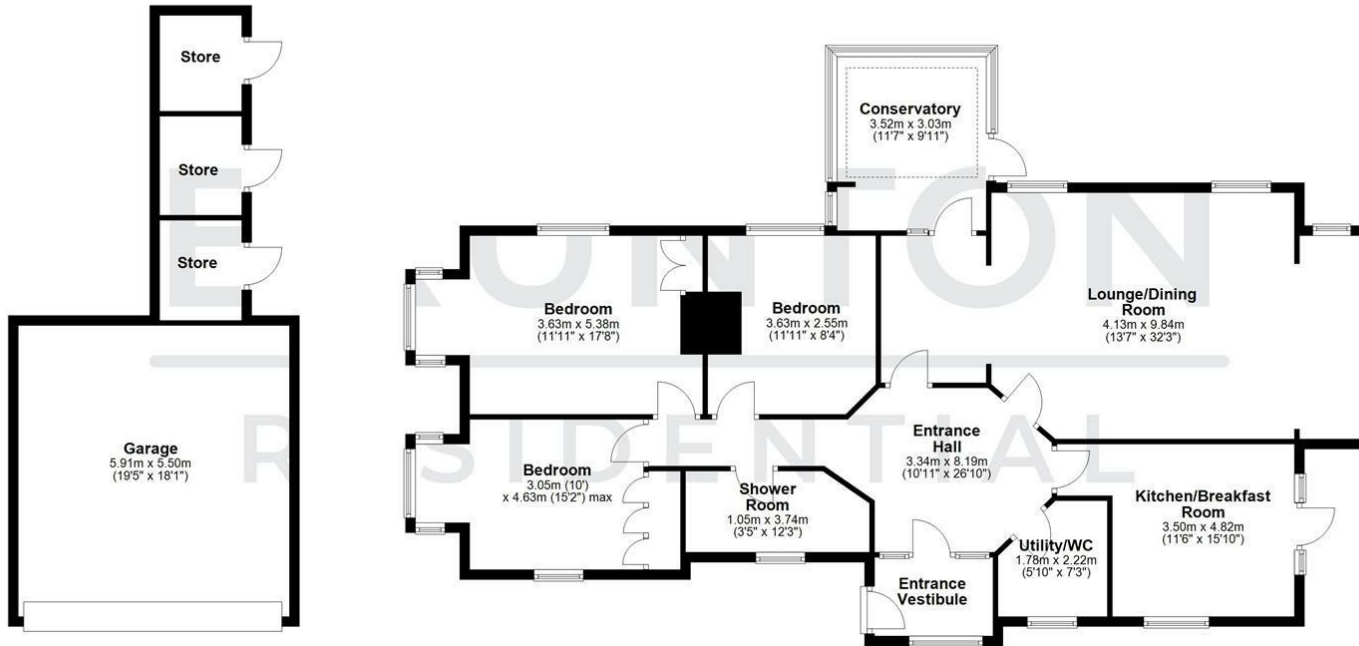 Store
Store
Store
Garage
5.91m x 5.50m
(19'5" x 18'1")
Conservatory
3.52m x 3.03m
(11'7" x 9'11")
Bedroom
3.63m x 5.38m
(11'11" x 17'8")
Bedroom
3.63m x 2.55m
(11'11" x 8'4")
Lounge/Dining
Room
4.13m x 9.84m
(13'7" x 32'3")
Bedroom
3.05m (10')
x 4.63m (15'2") max
Shower
Room
1.05m x 3.74m
(3'5" x 12'3")
Entrance
Hall
3.34m x 8.19m
(10'11" x 26'10")
Kitchen/Breakfast
Room
3.50m x 4.82m
(11'6" x 15'10")
Utility/WC
1.78m x 2.22m
(5'10" x 7'3")
Entrance
Vestibule
RESIDENTIAL